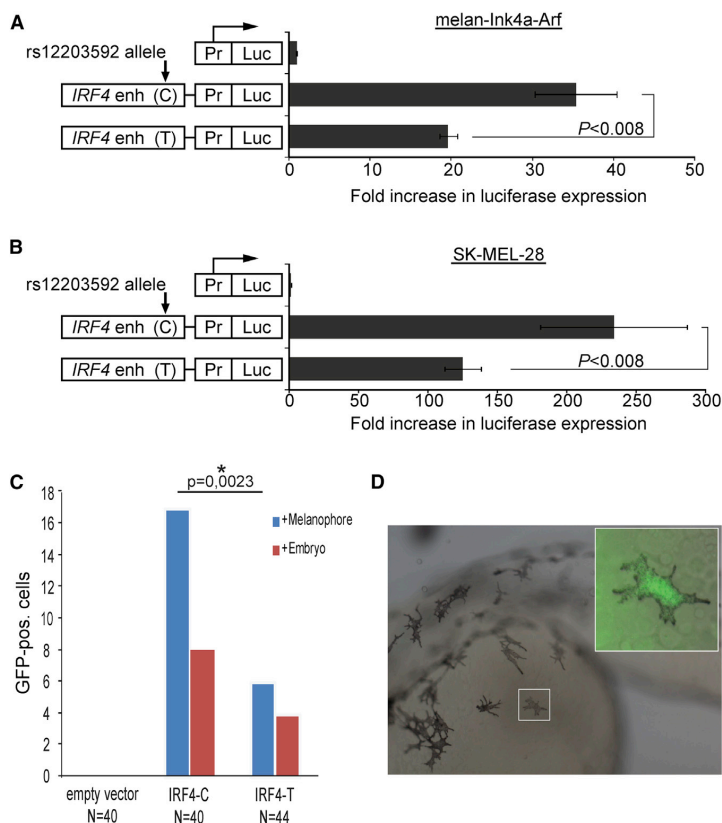 A
melan-Ink4a-Arf
rs12203592 allele
Pr Luc
IRF4 enh (C) Pr Luc
IRF4 enh (T) Pr Luc
P<0.008
0 10 20 30 40 50
Fold increase in luciferase expression
B
SK-MEL-28
rs12203592 allele
Pr Luc
IRF4 enh (C) Pr Luc
IRF4 enh (T) Pr Luc
P<0.008
0 50 100 150 200 250 300
Fold increase in luciferase expression
C
*
p=0,0023
+Melanophore
+Embryo
GFP-pos. cells
18
16
14
12
10
8
6
4
2
0
empty vector IRF4-C IRF4-T
N=40 N=40 N=44
D